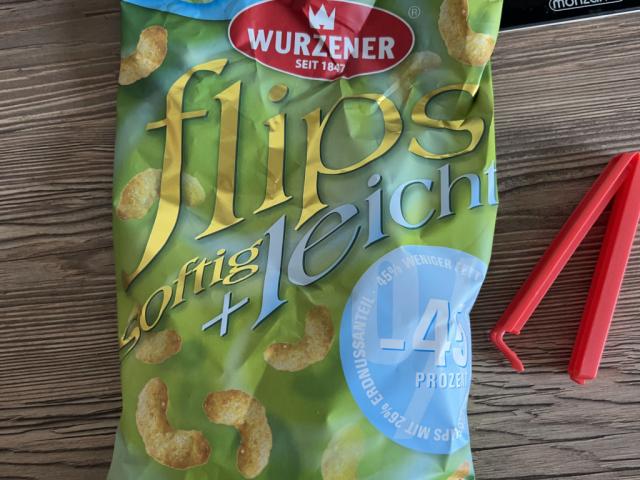 WURZENER
SEIT 1847
®
flips
softig
+leicht
45% WENIGER FETT
-45
PROZENT
FLIPS MIT 26% ERDNUSSANTEIL -